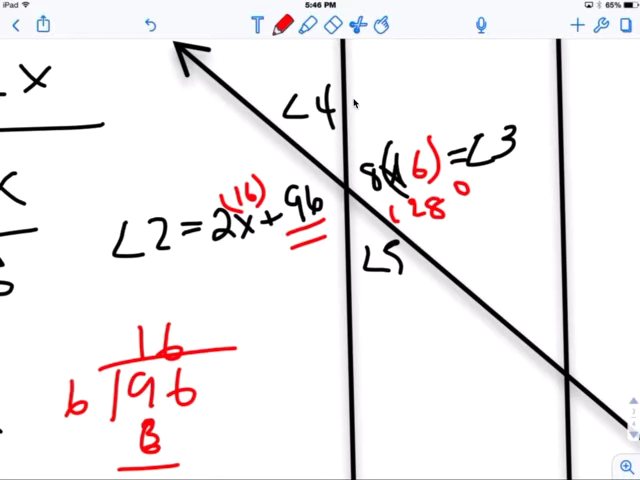 iPad
5:46 PM
65%
T
x
∠4
8(16)=∠3
128°
(16)
∠2=2x+96
∠5
16
6)96